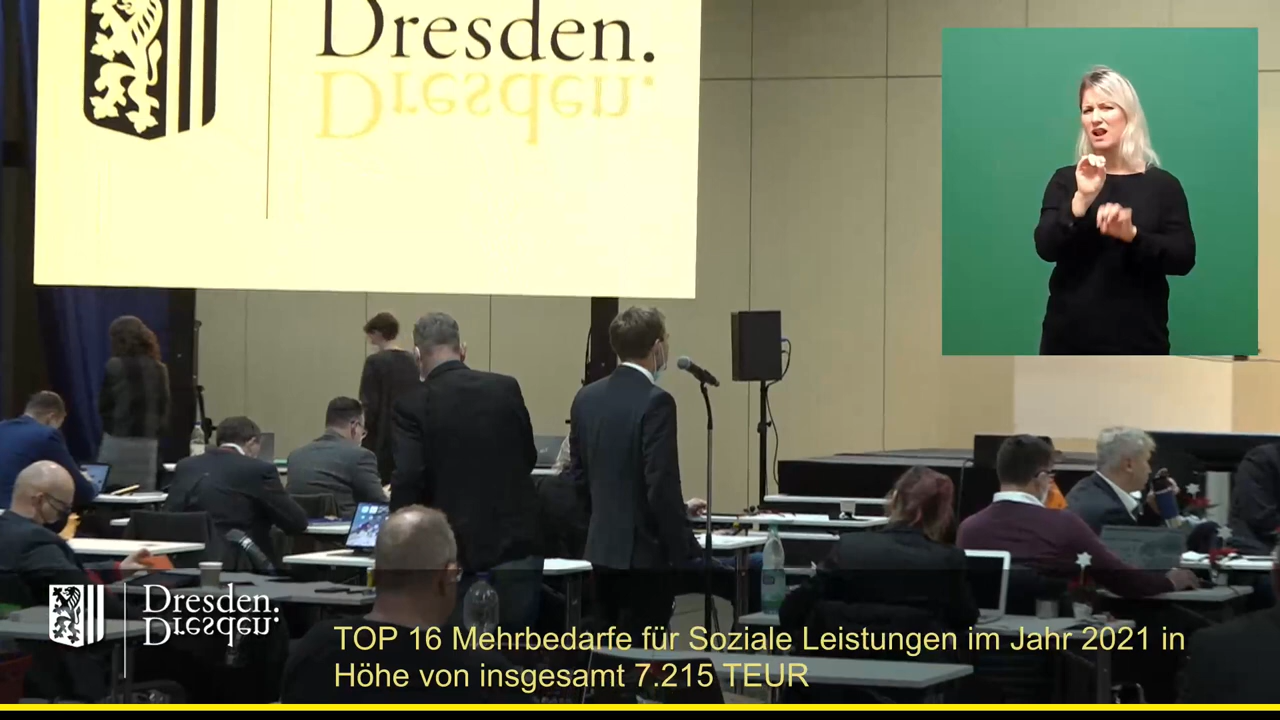 Dresden.
Dresden.
Dresden.
Dresden.
TOP 16 Mehrbedarfe für Soziale Leistungen im Jahr 2021 in
Höhe von insgesamt 7.215 TEUR